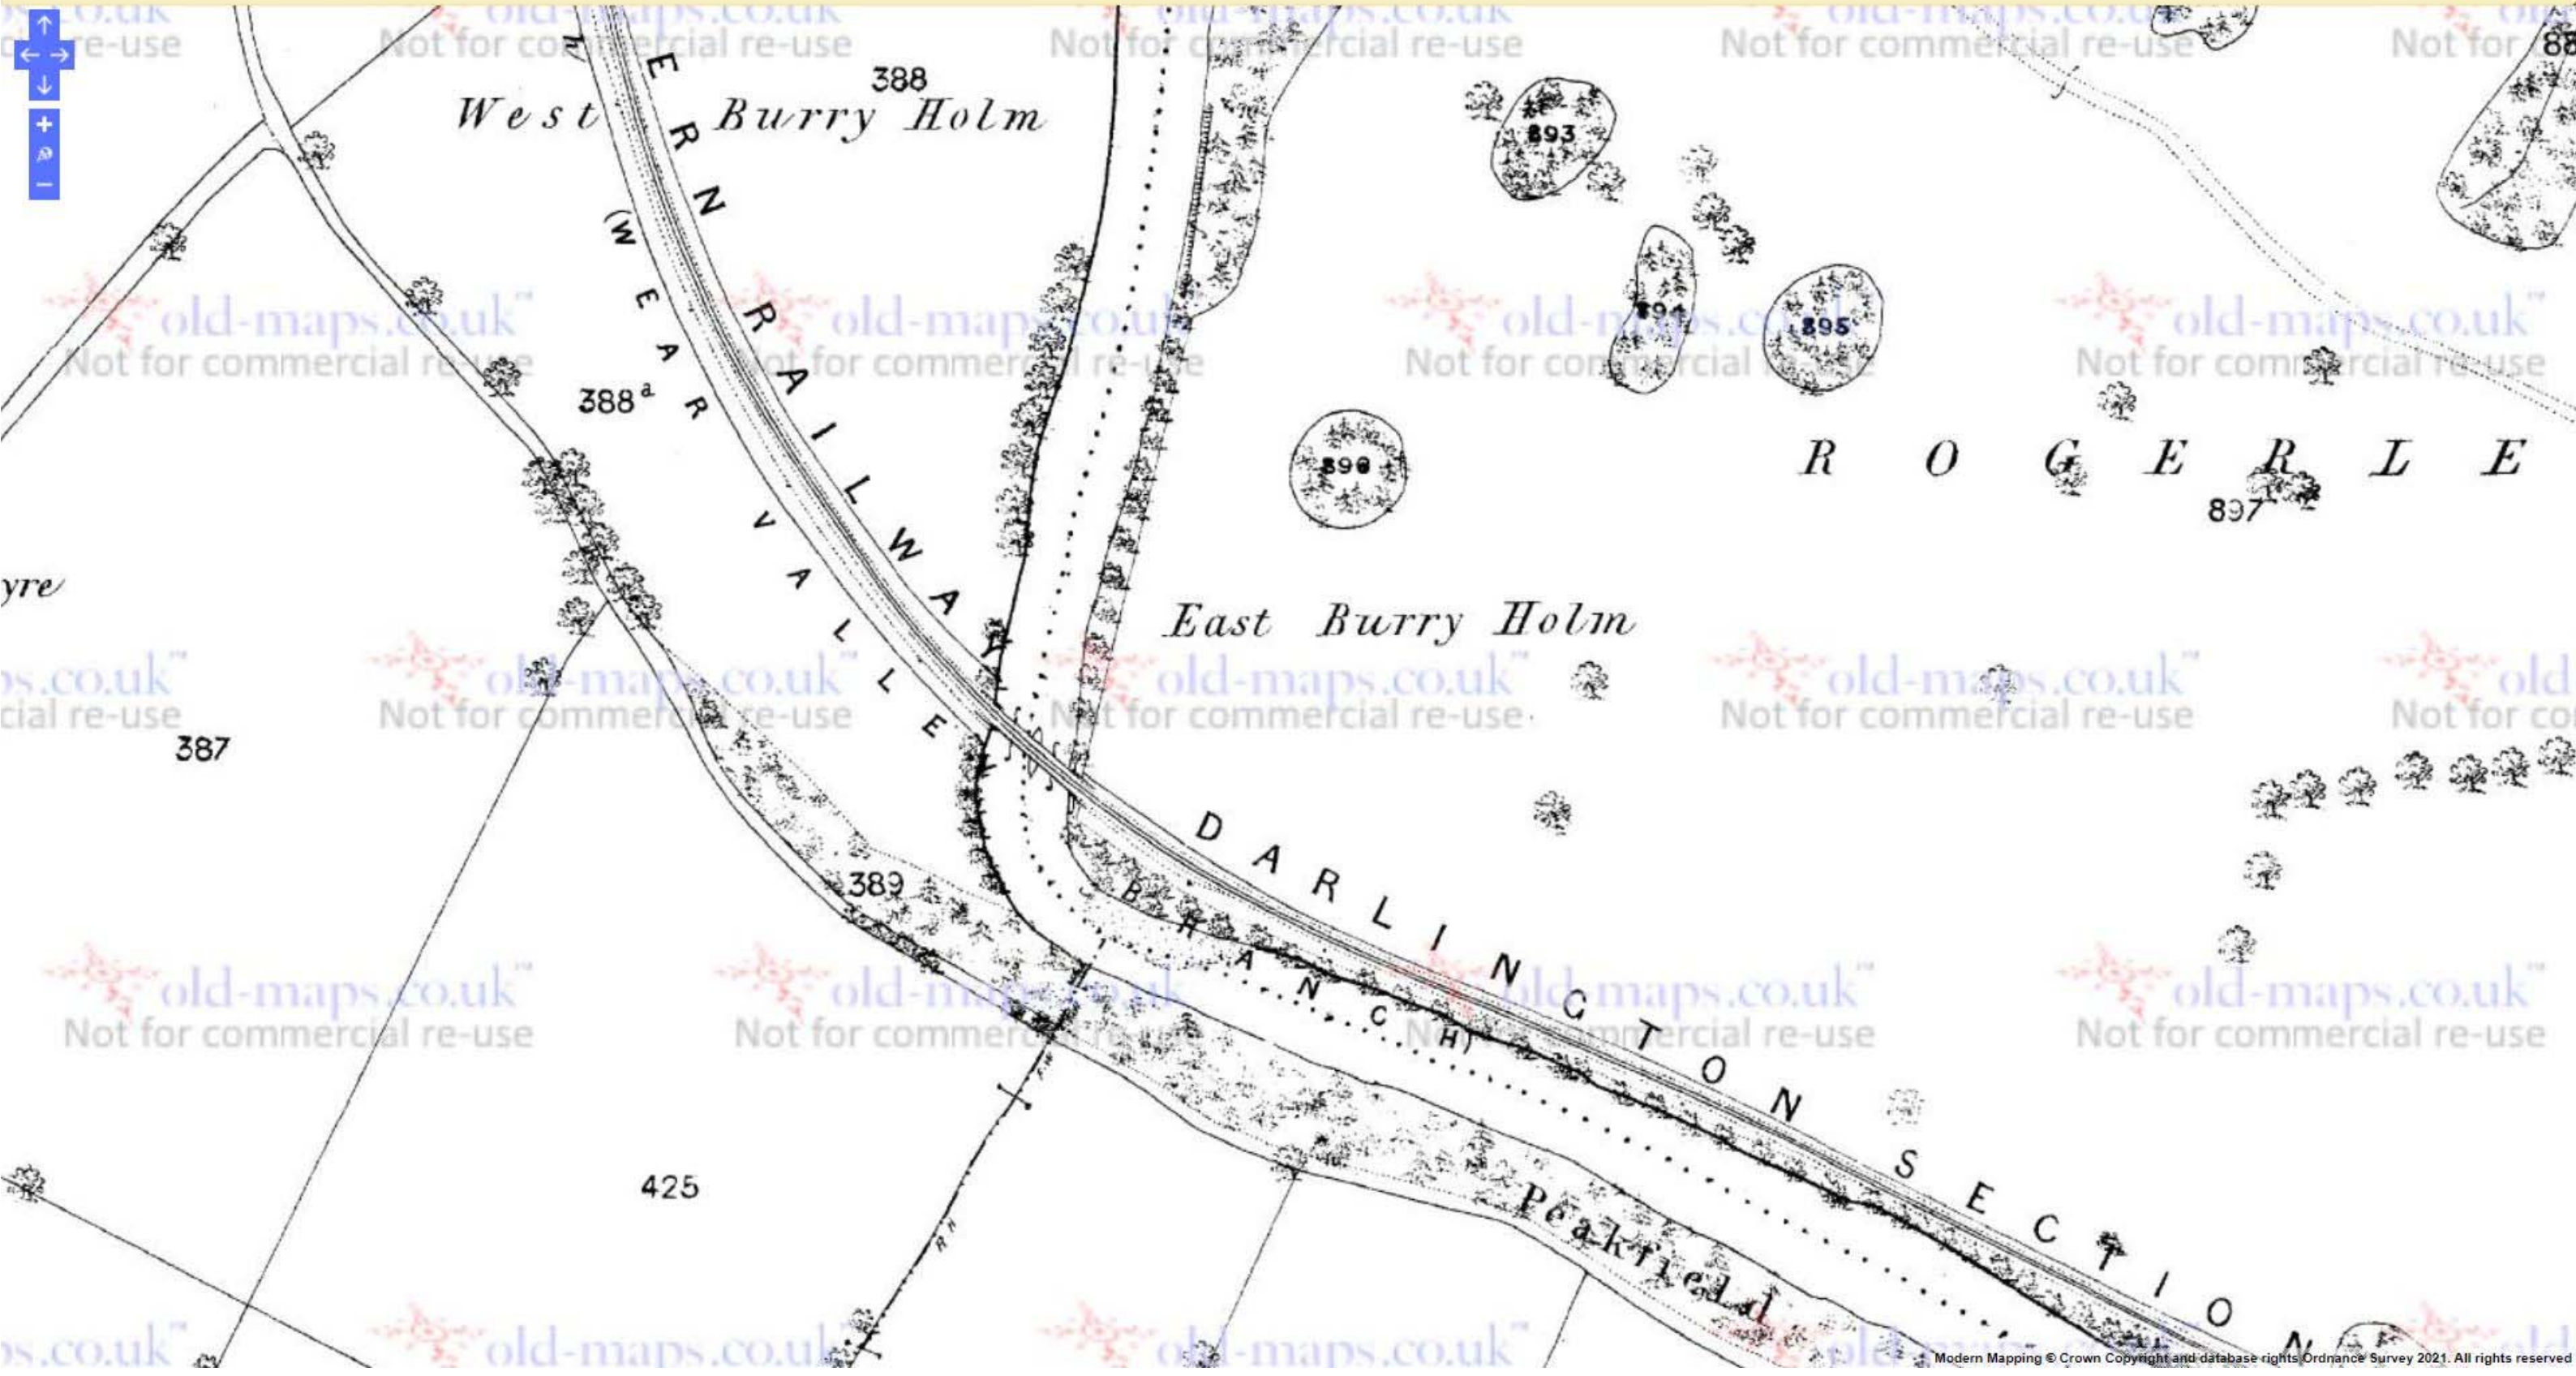 old-maps.co.uk
Not for commercial re-use
388
West Burry Holm
ERN RAILWAY DARLINGTON SECTION
(WEAR VALLEY BRANCH)
893
894
895
896
388a
ROGERLE
897
yre
East Burry Holm
387
389
425
Peakfield
Modern Mapping © Crown Copyright and database rights Ordnance Survey 2021. All rights reserved